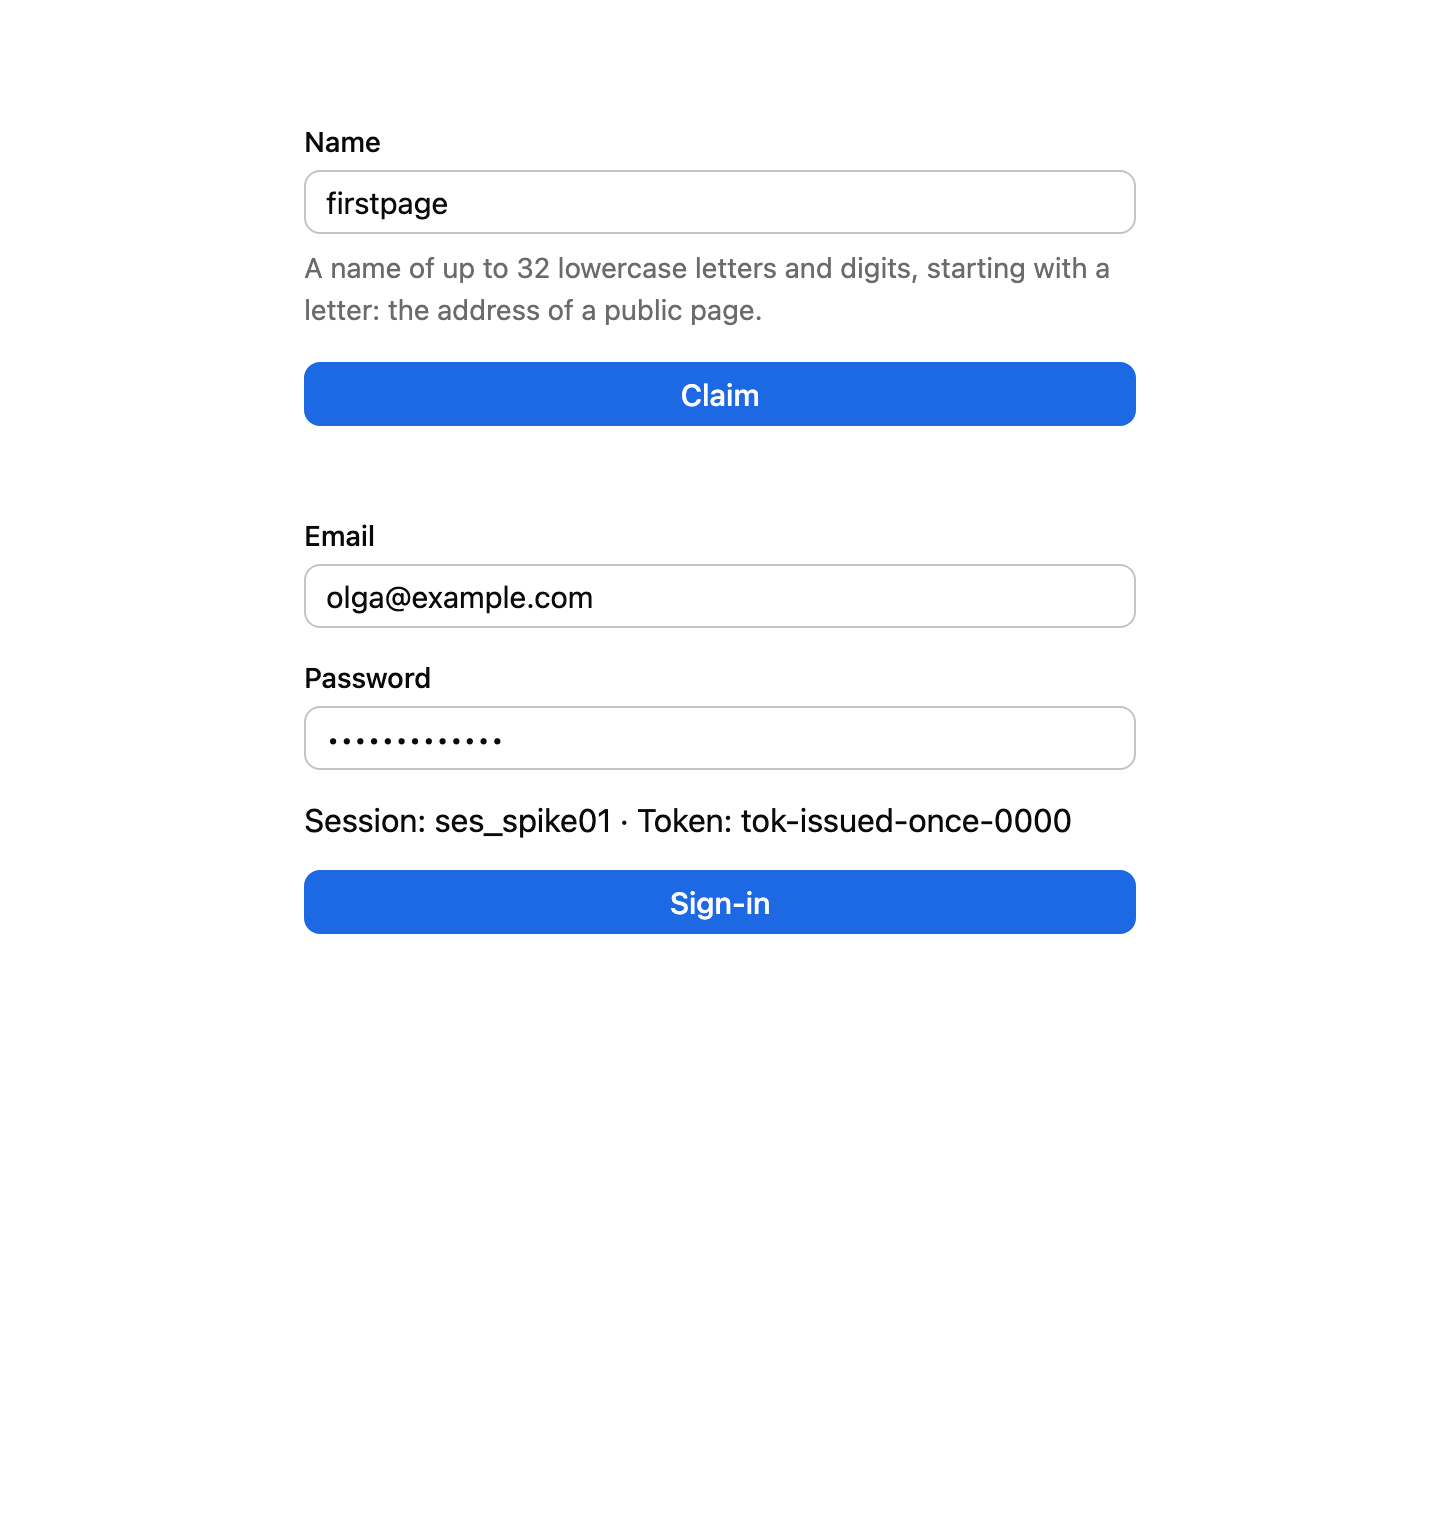 Name
firstpage
A name of up to 32 lowercase letters and digits, starting with a
letter: the address of a public page.
Claim
Email
olga@example.com
Password
•••••••••••••
Session: ses_spike01 · Token: tok-issued-once-0000
Sign-in